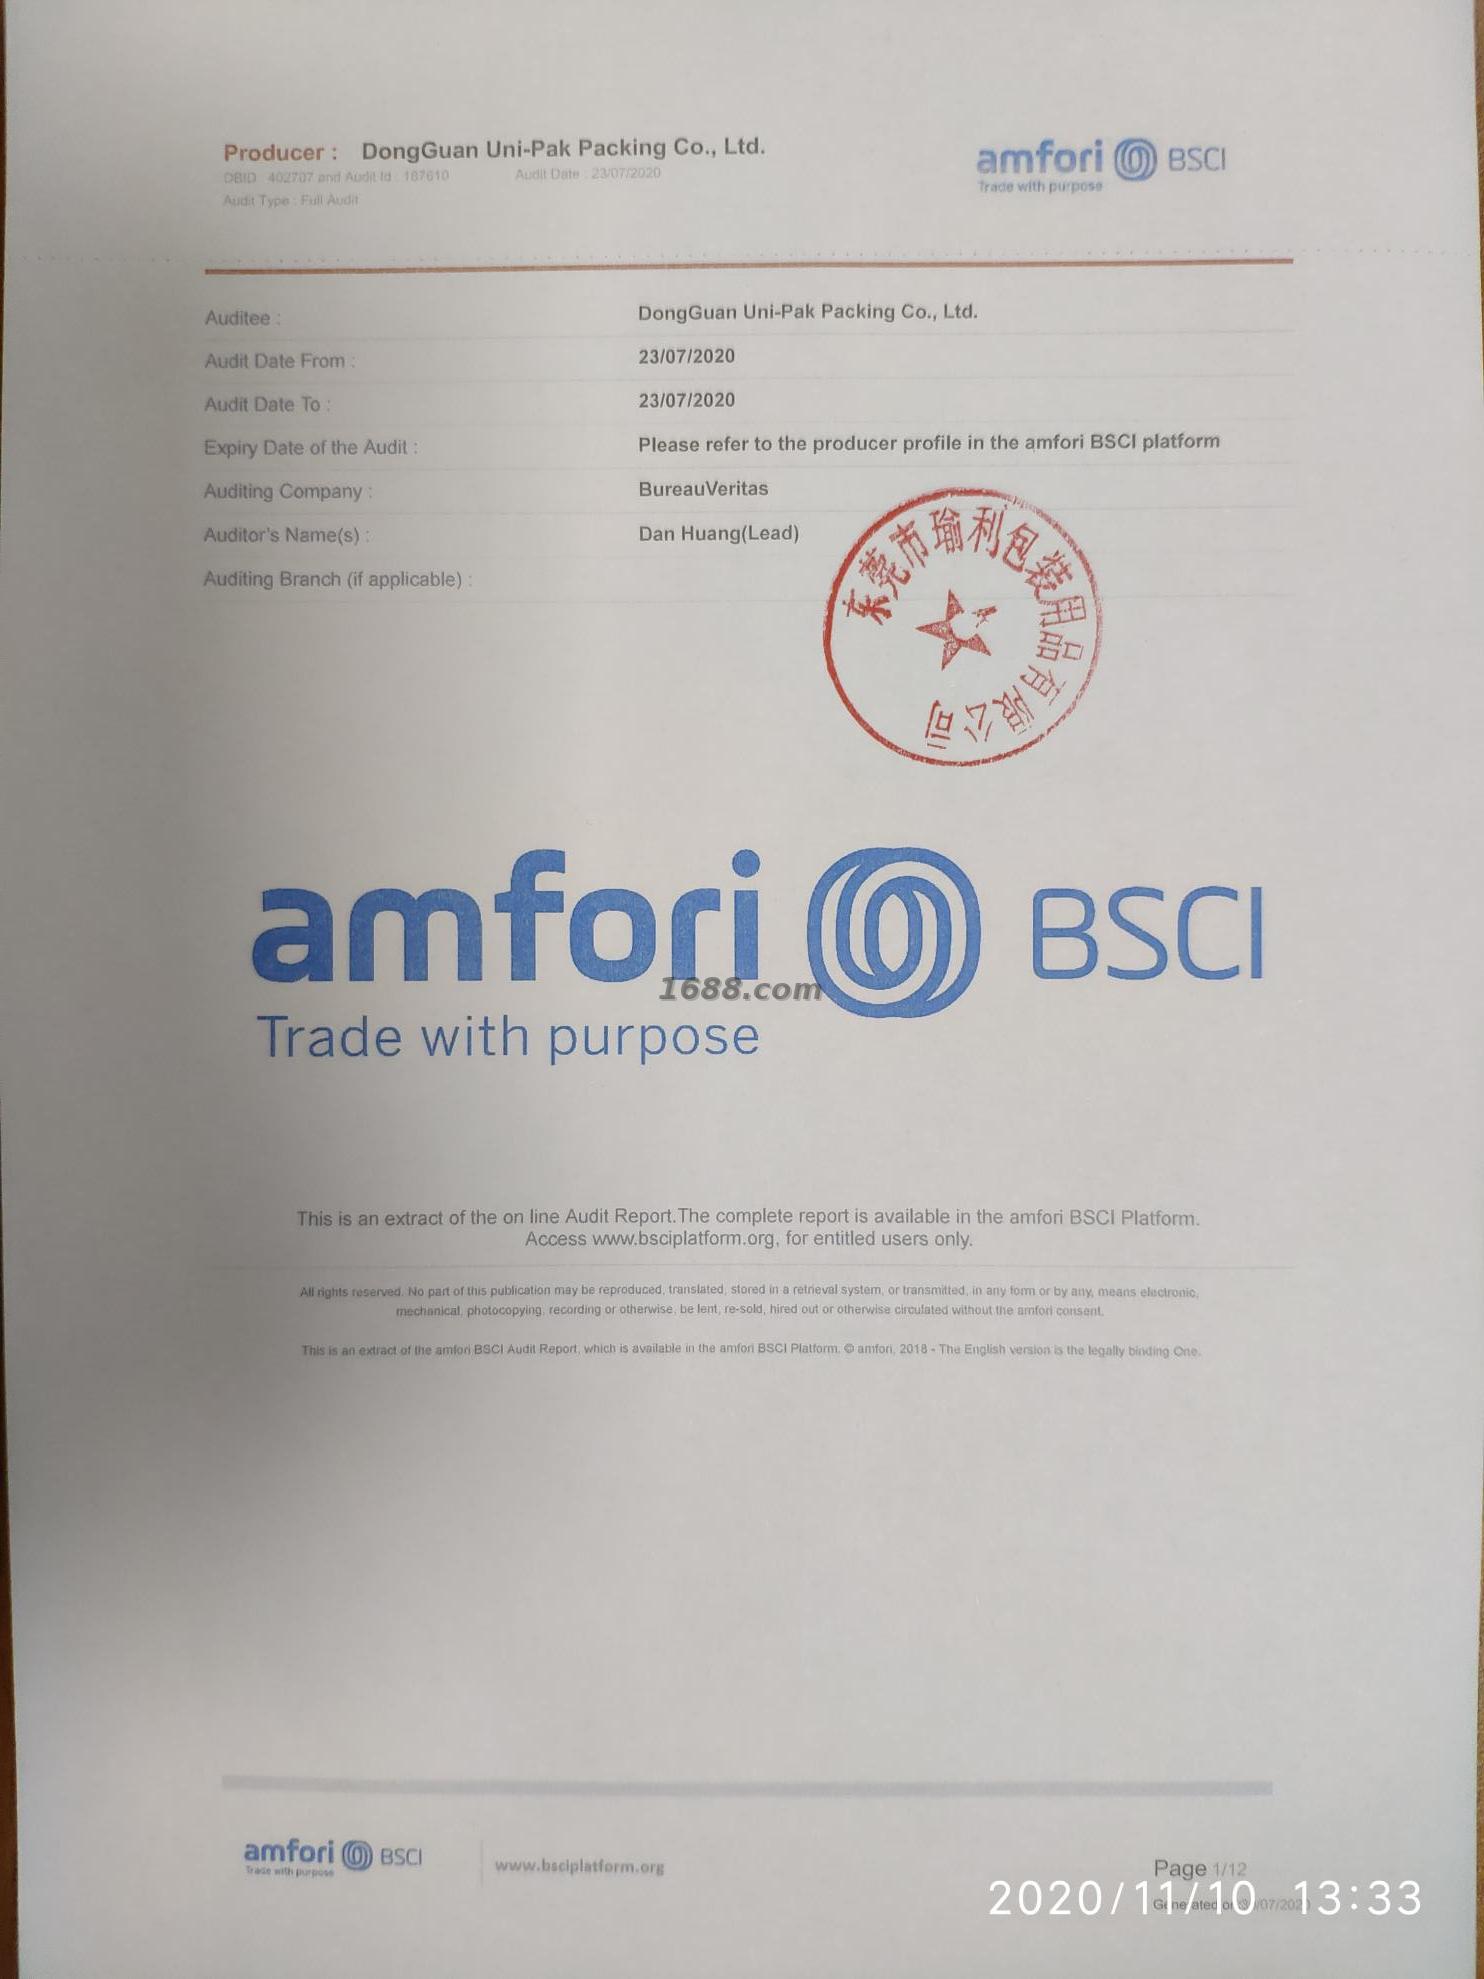 Producer : DongGuan Uni-Pak Packing Co., Ltd.
DBID : 402707 and Audit Id : 187610 Audit Date : 23/07/2020
Audit Type : Full Audit
amfori BSCI
Trade with purpose
Auditee : DongGuan Uni-Pak Packing Co., Ltd.
Audit Date From : 23/07/2020
Audit Date To : 23/07/2020
Expiry Date of the Audit : Please refer to the producer profile in the amfori BSCI platform
Auditing Company : BureauVeritas
Auditor's Name(s) : Dan Huang(Lead)
Auditing Branch (if applicable) :
东莞市瑜利包装用品有限公司
amfori BSCI
1688.com
Trade with purpose
This is an extract of the on line Audit Report.The complete report is available in the amfori BSCI Platform.
Access www.bsciplatform.org, for entitled users only.
All rights reserved. No part of this publication may be reproduced, translated, stored in a retrieval system, or transmitted, in any form or by any, means electronic,
mechanical, photocopying, recording or otherwise, be lent, re-sold, hired out or otherwise circulated without the amfori consent.
This is an extract of the amfori BSCI Audit Report, which is available in the amfori BSCI Platform. © amfori, 2018 - The English version is the legally binding One.
amfori BSCI
Trade with purpose
www.bsciplatform.org
Page 1/12
Generated on
2020/11/10 13:33